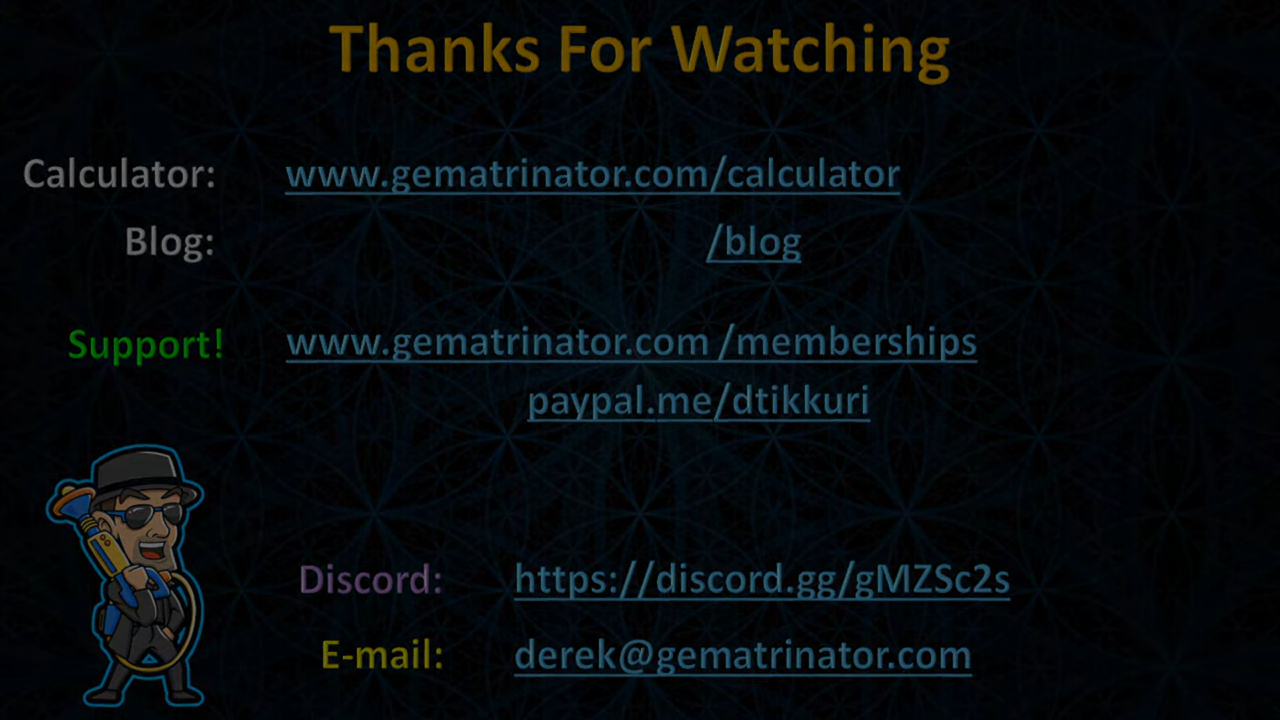 Thanks For Watching
Calculator: www.gematrinator.com/calculator
Blog: /blog
Support! www.gematrinator.com /memberships
paypal.me/dtikkuri
Discord: https://discord.gg/gMZSc2s
E-mail: derek@gematrinator.com